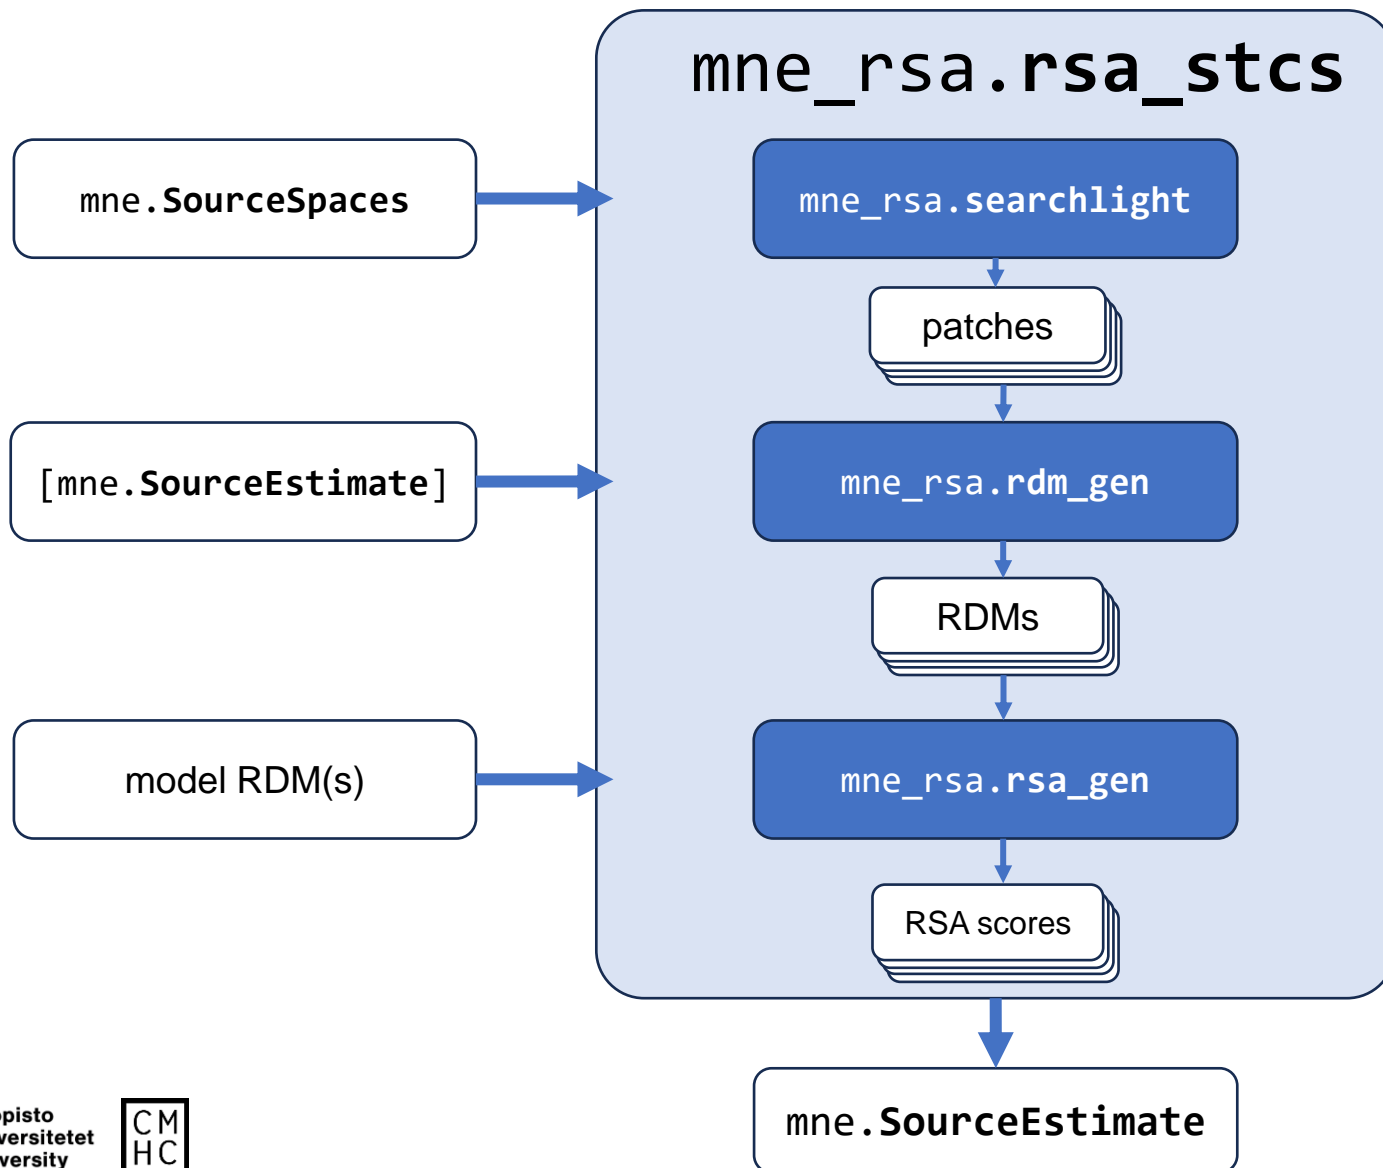 mne_rsa.rsa_stcs
mne.SourceSpaces
mne_rsa.searchlight
patches
[mne.SourceEstimate]
mne_rsa.rdm_gen
RDMs
model RDM(s)
mne_rsa.rsa_gen
RSA scores
mne.SourceEstimate
CM
HC